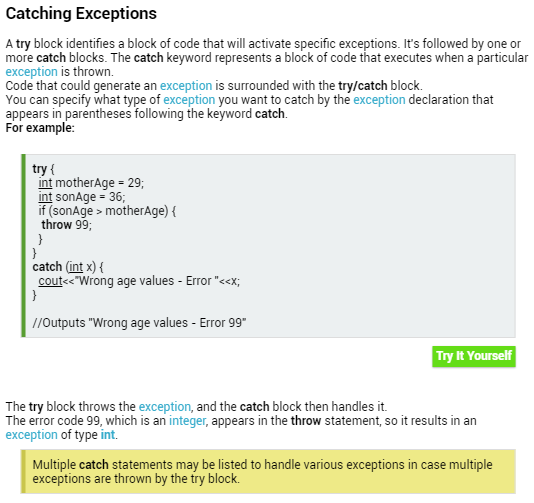 Catching Exceptions
A try block identifies a block of code that will activate specific exceptions. It's followed by one or
more catch blocks. The catch keyword represents a block of code that executes when a particular
exception is thrown.
Code that could generate an exception is surrounded with the try/catch block.
You can specify what type of exception you want to catch by the exception declaration that
appears in parentheses following the keyword catch.
For example:
try {
int motherAge = 29;
int sonAge = 36;
if (sonAge > motherAge) {
throw 99;
}
}
catch (int x) {
cout<<"Wrong age values - Error "<<x;
}
//Outputs "Wrong age values - Error 99"
Try It Yourself
The try block throws the exception, and the catch block then handles it.
The error code 99, which is an integer, appears in the throw statement, so it results in an
exception of type int.
Multiple catch statements may be listed to handle various exceptions in case multiple
exceptions are thrown by the try block.